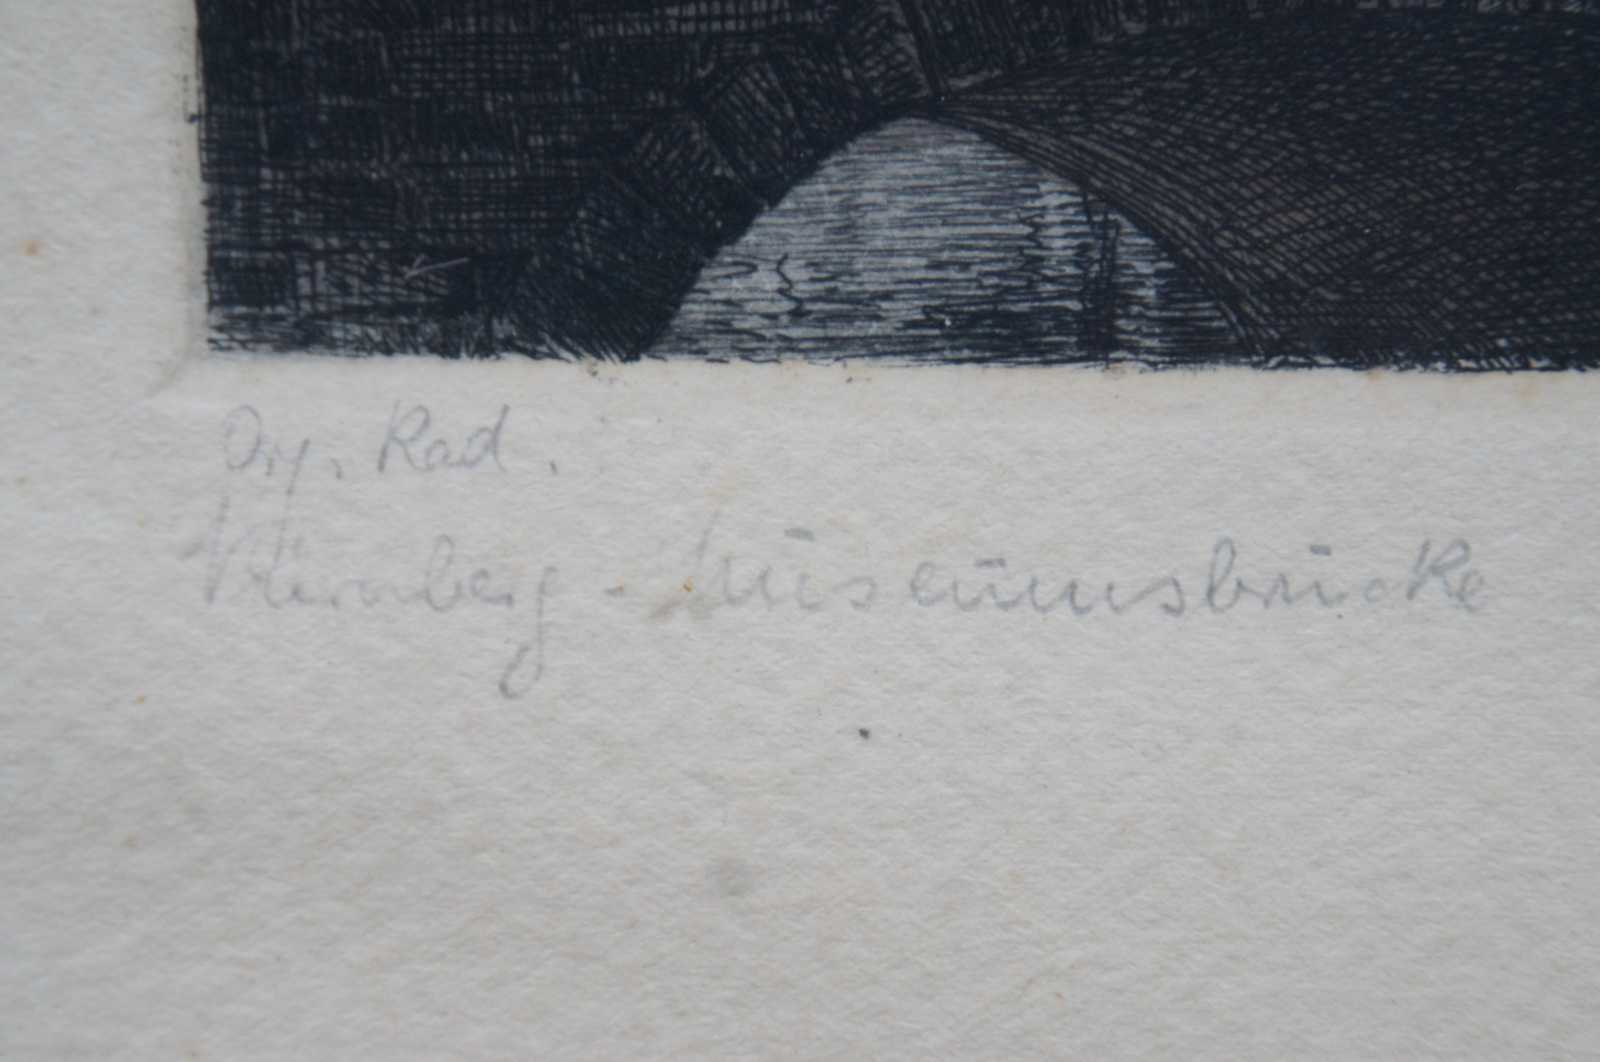 Orig. Rad.
Nürnberg - Museumsbrücke